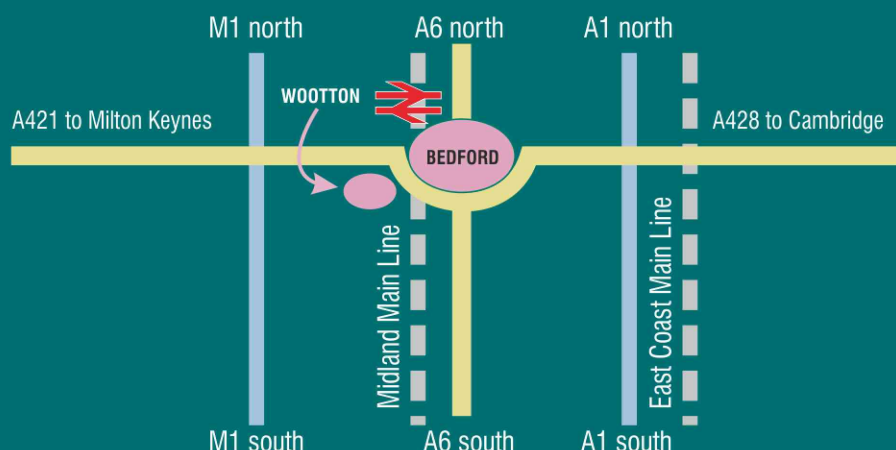 M1 north
A6 north
A1 north
WOOTTON
A421 to Milton Keynes
A428 to Cambridge
BEDFORD
Midland Main Line
East Coast Main Line
M1 south
A6 south
A1 south